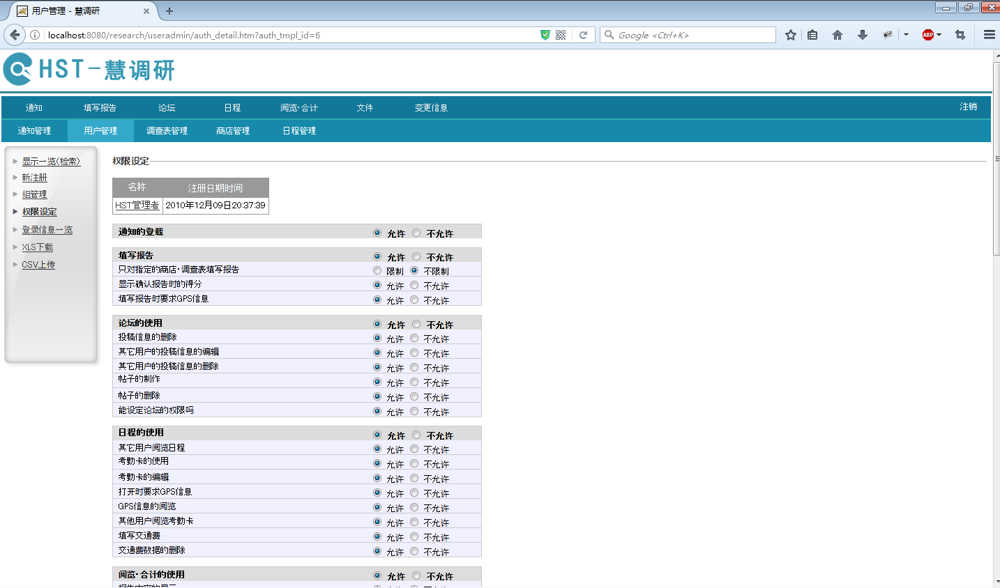 用户管理 - 慧调研
localhost:8080/research/useradmin/auth_detail.htm?auth_tmpl_id=6
Google <Ctrl+K>
ABP
HST-慧调研
通知 填写报告 论坛 日程 阅览·合计 文件 变更信息 注销
通知管理 用户管理 调查表管理 商店管理 日程管理
显示一览(检索)
新注册
组管理
权限设定
登录信息一览
XLS下载
CSV上传
权限设定
名称 注册日期时间
HST管理者 2010年12月09日20:37:39
通知的登载 允许 不允许
填写报告 允许 不允许
只对指定的商店·调查表填写报告 限制 不限制
显示确认报告时的得分 允许 不允许
填写报告时要求GPS信息 允许 不允许
论坛的使用 允许 不允许
投稿信息的删除 允许 不允许
其它用户的投稿信息的编辑 允许 不允许
其它用户的投稿信息的删除 允许 不允许
帖子的制作 允许 不允许
帖子的删除 允许 不允许
能设定论坛的权限吗 允许 不允许
日程的使用 允许 不允许
其它用户阅览日程 允许 不允许
考勤卡的使用 允许 不允许
考勤卡的编辑 允许 不允许
打开时要求GPS信息 允许 不允许
GPS信息的阅览 允许 不允许
其他用户阅览考勤卡 允许 不允许
填写交通费 允许 不允许
交通费数据的删除 允许 不允许
阅览·合计的使用 允许 不允许